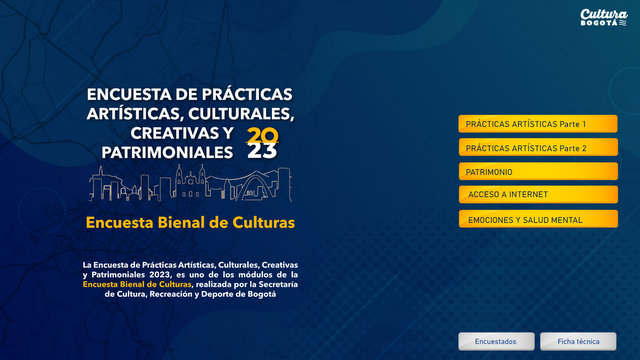 Cultura
BOGOTÁ
ENCUESTA DE PRÁCTICAS
ARTÍSTICAS, CULTURALES,
CREATIVAS Y
PATRIMONIALES
20
23
Encuesta Bienal de Culturas
La Encuesta de Prácticas Artísticas, Culturales, Creativas
y Patrimoniales 2023, es uno de los módulos de la
Encuesta Bienal de Culturas, realizada por la Secretaría
de Cultura, Recreación y Deporte de Bogotá
PRÁCTICAS ARTÍSTICAS Parte 1
PRÁCTICAS ARTÍSTICAS Parte 2
PATRIMONIO
ACCESO A INTERNET
EMOCIONES Y SALUD MENTAL
Encuestados
Ficha técnica